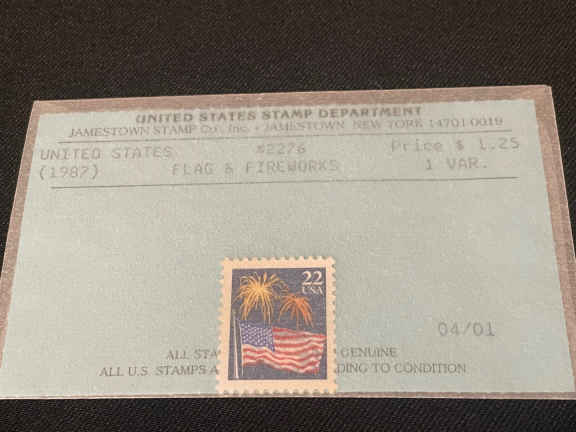 UNITED STATES STAMP DEPARTMENT
JAMESTOWN STAMP Co., Inc. • JAMESTOWN, NEW YORK 14701-0019
UNITED STATES #2276 Price $ 1.25
(1987) FLAG & FIREWORKS 1 VAR.
22
USA
04/01
ALL STA GENUINE
ALL U.S. STAMPS A DING TO CONDITION